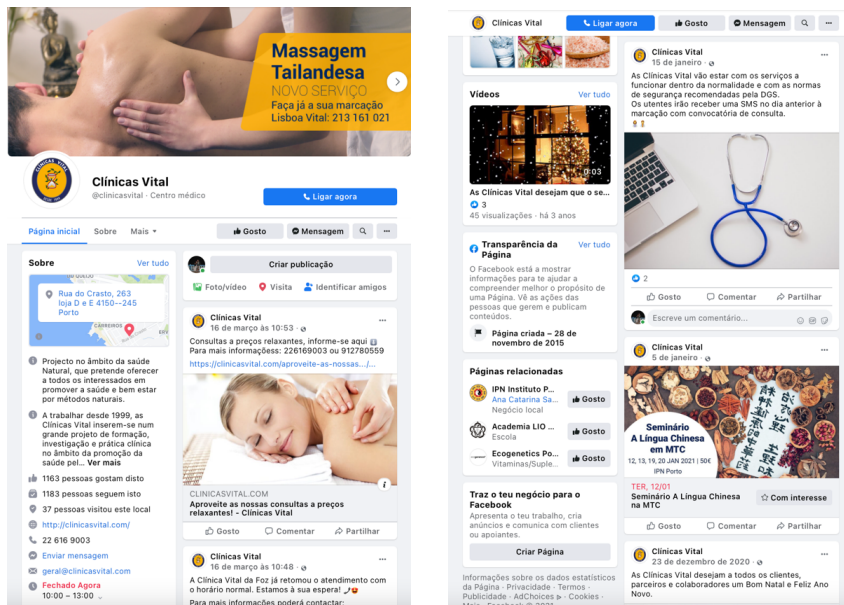 Massagem
Tailandesa
NOVO SERVIÇO
Faça já a sua marcação
Lisboa Vital: 213 161 021
CLÍNICAS VITAL
Clínicas Vital
@clinicasvital · Centro médico
Ligar agora
Página inicial
Sobre
Mais
Gosto
Mensagem
Sobre
Ver tudo
Rua do Crasto, 263
loja D e E 4150--245
Porto
CARREIROS
Projecto no âmbito da saúde
Natural, que pretende oferecer
a todos os interessados em
promover a saúde e bem estar
por métodos naturais.
A trabalhar desde 1999, as
Clínicas Vital inserem-se num
grande projeto de formação,
investigação e prática clínica
no âmbito da promoção da
saúde pel... Ver mais
1163 pessoas gostam disto
1183 pessoas seguem isto
37 pessoas visitou este local
http://clinicasvital.com/
22 616 9003
Enviar mensagem
geral@clinicasvital.com
Fechado Agora
10:00 – 13:00
Criar publicação
Foto/vídeo
Visita
Identificar amigos
Clínicas Vital
16 de março às 10:53 ·
Consultas a preços relaxantes, informe-se aqui
Para mais informações: 226169003 ou 912780559
https://clinicasvital.com/aproveite-as-nossas.../...
CLINICASVITAL.COM
Aproveite as nossas consultas a preços
relaxantes! - Clínicas Vital
Gosto
Comentar
Partilhar
Clínicas Vital
16 de março às 10:48 ·
A Clínica Vital da Foz já retomou o atendimento com
o horário normal. Estamos à sua espera!
Para mais informações poderá contactar:
Clínicas Vital
Ligar agora
Gosto
Mensagem
Vídeos
Ver tudo
0:03
As Clínicas Vital desejam que o se...
3
45 visualizações · há 3 anos
Transparência da
Página
Ver tudo
O Facebook está a mostrar
informações para te ajudar a
compreender melhor o propósito de
uma Página. Vê as ações das
pessoas que gerem e publicam
conteúdos.
Página criada – 28 de
novembro de 2015
Páginas relacionadas
IPN Instituto P...
Ana Catarina Sa...
Negócio local
Gosto
Academia LIO ...
Escola
Gosto
Ecogenetics Po...
Vitaminas/Suple...
Gosto
Traz o teu negócio para o
Facebook
Apresenta o teu trabalho, cria
anúncios e comunica com clientes
ou apoiantes.
Criar Página
Informações sobre os dados estatísticos
da Página · Privacidade · Termos ·
Publicidade · AdChoices · Cookies ·
Mais · Facebook © 2021
Clínicas Vital
15 de janeiro ·
As Clínicas Vital vão estar com os serviços a
funcionar dentro da normalidade e com as normas
de segurança recomendadas pela DGS.
Os utentes irão receber uma SMS no dia anterior à
marcação com convocatória de consulta.
2
Gosto
Comentar
Partilhar
Escreve um comentário...
Clínicas Vital
5 de janeiro ·
Seminário
A Língua Chinesa
em MTC
12, 13, 19, 20 JAN 2021 | 50€
IPN Porto
TER, 12/01
Seminário A Língua Chinesa
na MTC
Com interesse
Gosto
Comentar
Partilhar
Clínicas Vital
23 de dezembro de 2020 ·
As Clínicas Vital desejam a todos os clientes,
parceiros e colaboradores um Bom Natal e Feliz Ano
Novo.